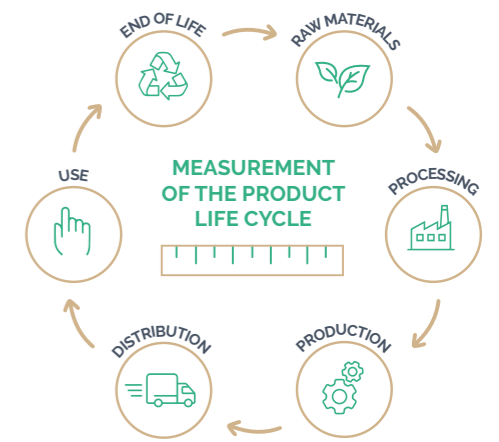 END OF LIFE
RAW MATERIALS
PROCESSING
PRODUCTION
DISTRIBUTION
USE
MEASUREMENT
OF THE PRODUCT
LIFE CYCLE